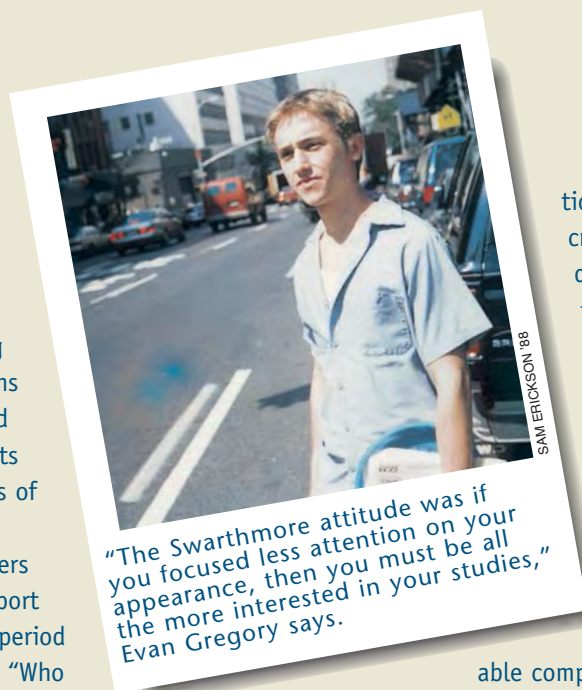 g
ns
d
ts
s of
ers
port
period
“Who
SAM ERICKSON ’88
“The Swarthmore attitude was if
you focused less attention on your
appearance, then you must be all
the more interested in your studies,”
Evan Gregory says.
tic
cr
able comp